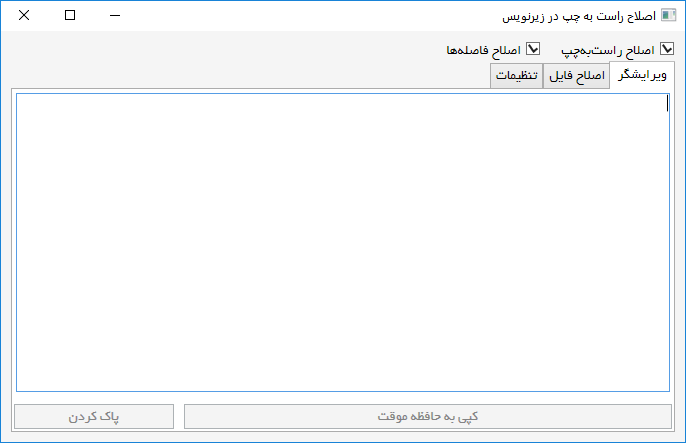 اصلاح راست به چپ در زیرنویس
اصلاح راست‌به‌چپ اصلاح فاصله‌ها
ویرایشگر اصلاح فایل تنظیمات
کپی به حافظه موقت پاک کردن